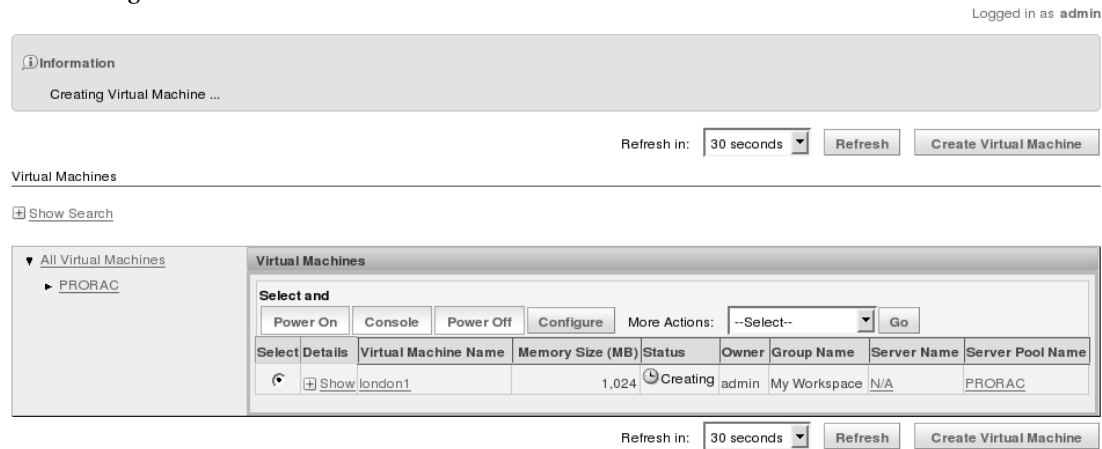 Logged in as admin
Information
Creating Virtual Machine ...
Refresh in: 30 seconds Refresh Create Virtual Machine
Virtual Machines
Show Search
All Virtual Machines
PRORAC
Virtual Machines
Select and
Power On Console Power Off Configure More Actions: --Select-- Go
Select Details Virtual Machine Name Memory Size (MB) Status Owner Group Name Server Name Server Pool Name
Show london1 1,024 Creating admin My Workspace N/A PRORAC
Refresh in: 30 seconds Refresh Create Virtual Machine